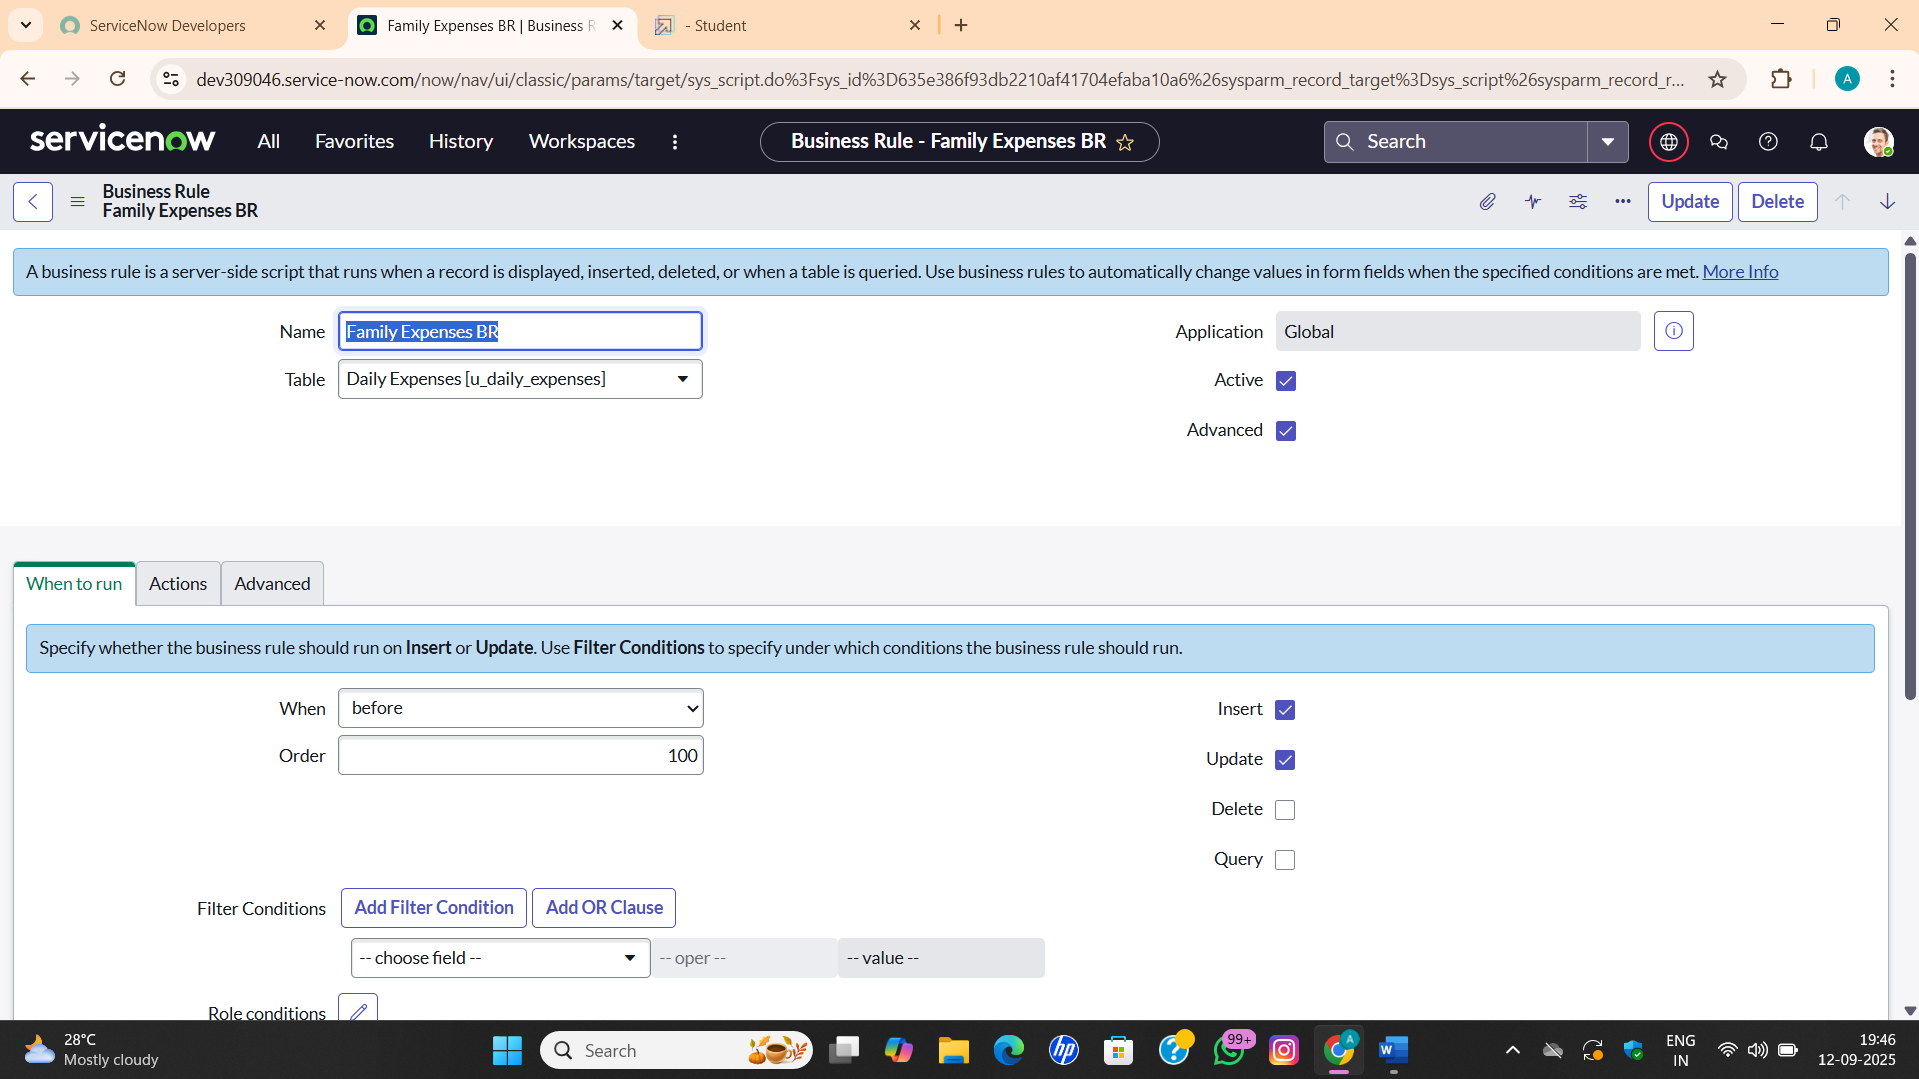 ServiceNow Developers
Family Expenses BR | Business R
- Student
dev309046.service-now.com/now/nav/ui/classic/params/target/sys_script.do%3Fsys_id%3D635e386f93db2210af41704efaba10a6%26sysparm_record_target%3Dsys_script%26sysparm_record_r...
A
servicenow
All
Favorites
History
Workspaces
Business Rule - Family Expenses BR
Search
Business Rule
Family Expenses BR
Update
Delete
A business rule is a server-side script that runs when a record is displayed, inserted, deleted, or when a table is queried. Use business rules to automatically change values in form fields when the specified conditions are met. More Info
Name
Family Expenses BR
Application
Global
Table
Daily Expenses [u_daily_expenses]
Active
Advanced
When to run
Actions
Advanced
Specify whether the business rule should run on Insert or Update. Use Filter Conditions to specify under which conditions the business rule should run.
When
before
Insert
Order
100
Update
Delete
Query
Filter Conditions
Add Filter Condition
Add OR Clause
-- choose field --
-- oper --
-- value --
Role conditions
28°C
Mostly cloudy
Search
hp
99+
A
W
ENG
IN
19:46
12-09-2025